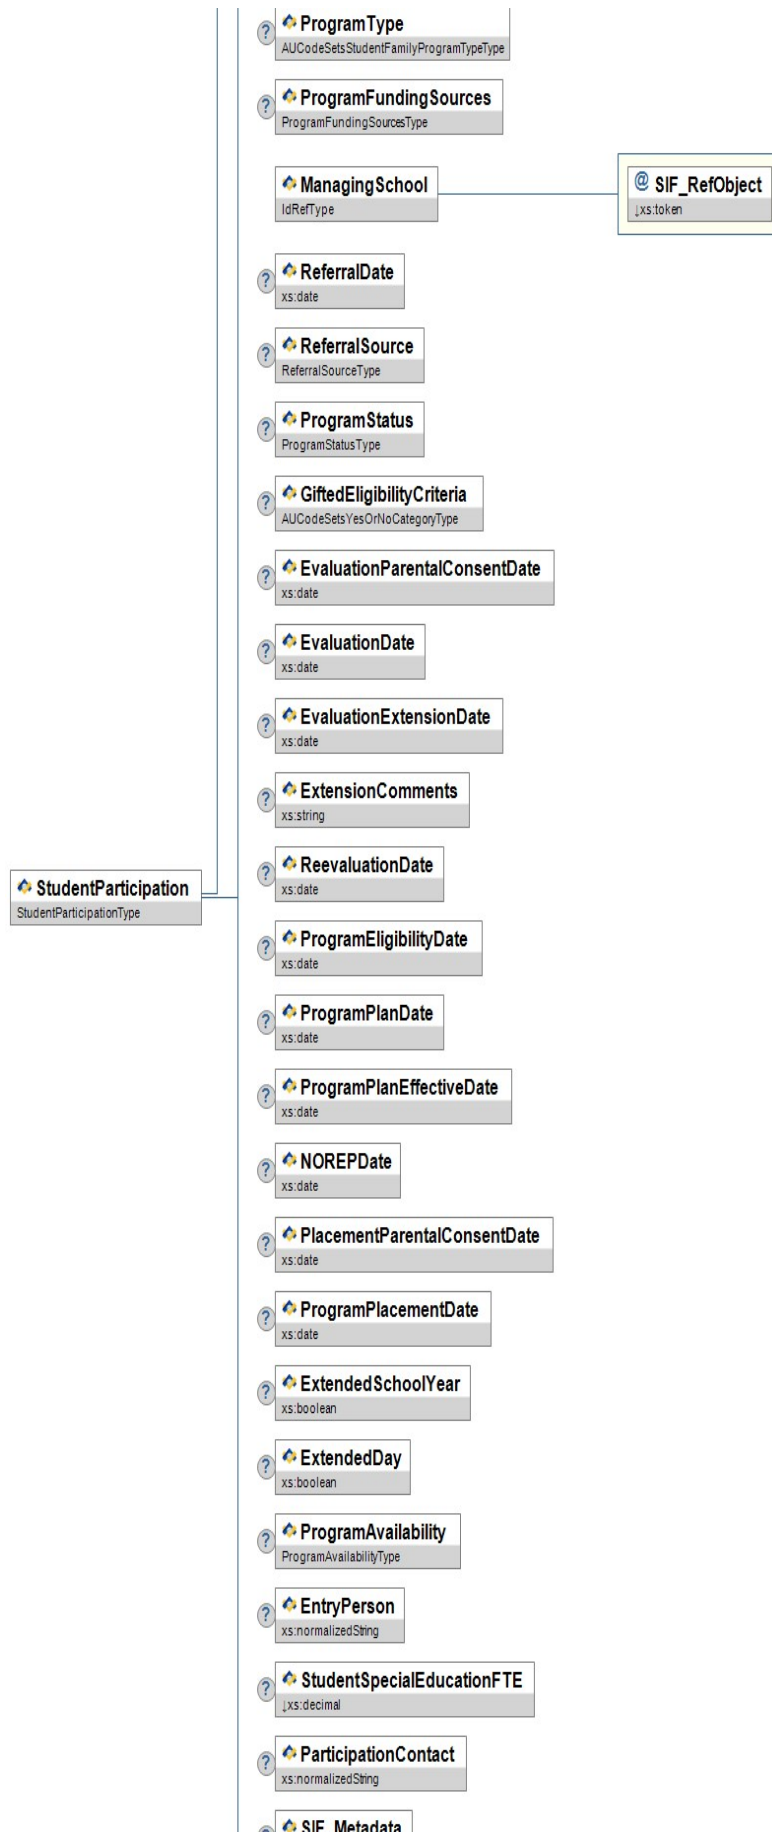 ? ProgramType
AUCodeSetsStudentFamilyProgramTypeType
? ProgramFundingSources
ProgramFundingSourcesType
ManagingSchool
IdRefType
@ SIF_RefObject
↓xs:token
? ReferralDate
xs:date
? ReferralSource
ReferralSourceType
? ProgramStatus
ProgramStatusType
? GiftedEligibilityCriteria
AUCodeSetsYesOrNoCategoryType
? EvaluationParentalConsentDate
xs:date
? EvaluationDate
xs:date
? EvaluationExtensionDate
xs:date
? ExtensionComments
xs:string
? ReevaluationDate
xs:date
StudentParticipation
StudentParticipationType
? ProgramEligibilityDate
xs:date
? ProgramPlanDate
xs:date
? ProgramPlanEffectiveDate
xs:date
? NOREPDate
xs:date
? PlacementParentalConsentDate
xs:date
? ProgramPlacementDate
xs:date
? ExtendedSchoolYear
xs:boolean
? ExtendedDay
xs:boolean
? ProgramAvailability
ProgramAvailabilityType
? EntryPerson
xs:normalizedString
? StudentSpecialEducationFTE
↓xs:decimal
? ParticipationContact
xs:normalizedString
? SIF_Metadata